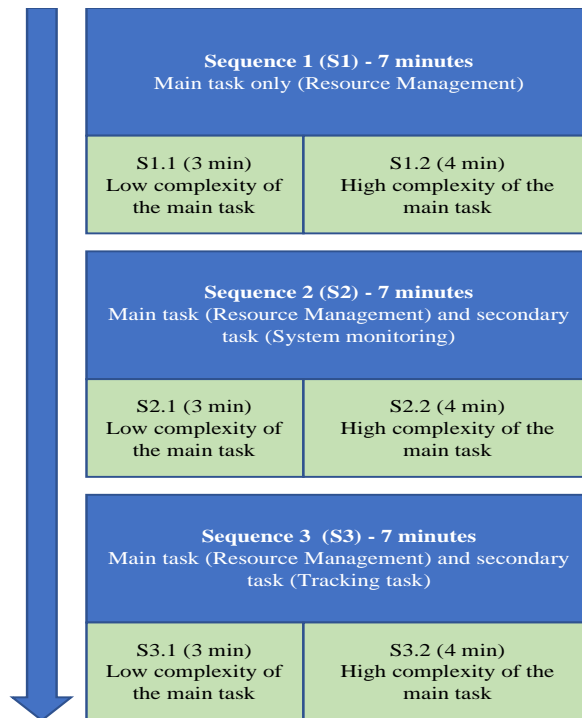 Sequence 1 (S1) - 7 minutes
Main task only (Resource Management)
S1.1 (3 min)
Low complexity of
the main task
S1.2 (4 min)
High complexity of the
main task
Sequence 2 (S2) - 7 minutes
Main task (Resource Management) and secondary
task (System monitoring)
S2.1 (3 min)
Low complexity of
the main task
S2.2 (4 min)
High complexity of the
main task
Sequence 3 (S3) - 7 minutes
Main task (Resource Management) and secondary
task (Tracking task)
S3.1 (3 min)
Low complexity of
the main task
S3.2 (4 min)
High complexity of the
main task